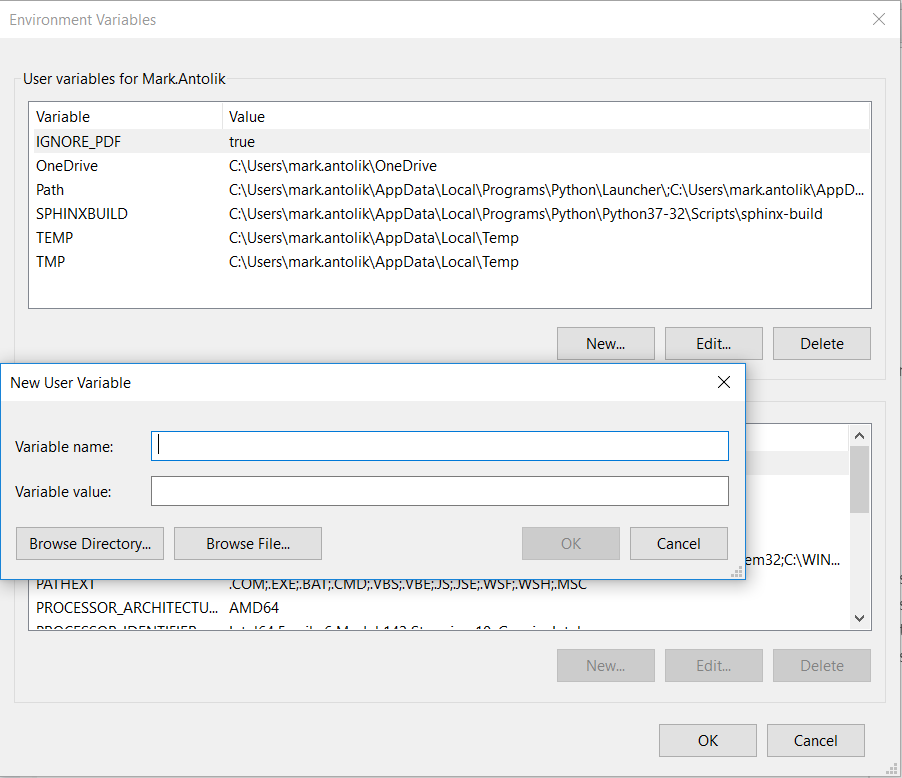 Environment Variables
User variables for Mark.Antolik
Variable Value
IGNORE_PDF true
OneDrive C:\Users\mark.antolik\OneDrive
Path C:\Users\mark.antolik\AppData\Local\Programs\Python\Launcher\;C:\Users\mark.antolik\AppD...
SPHINXBUILD C:\Users\mark.antolik\AppData\Local\Programs\Python\Python37-32\Scripts\sphinx-build
TEMP C:\Users\mark.antolik\AppData\Local\Temp
TMP C:\Users\mark.antolik\AppData\Local\Temp
New... Edit... Delete
New User Variable
Variable name:
Variable value:
Browse Directory... Browse File... OK Cancel
em32;C:\WIN...
PATHEXT .COM;.EXE;.BAT;.CMD;.VBS;.VBE;.JS;.JSE;.WSF;.WSH;.MSC
PROCESSOR_ARCHITECTU... AMD64
PROCESSOR_IDENTIFIER
New... Edit... Delete
OK Cancel